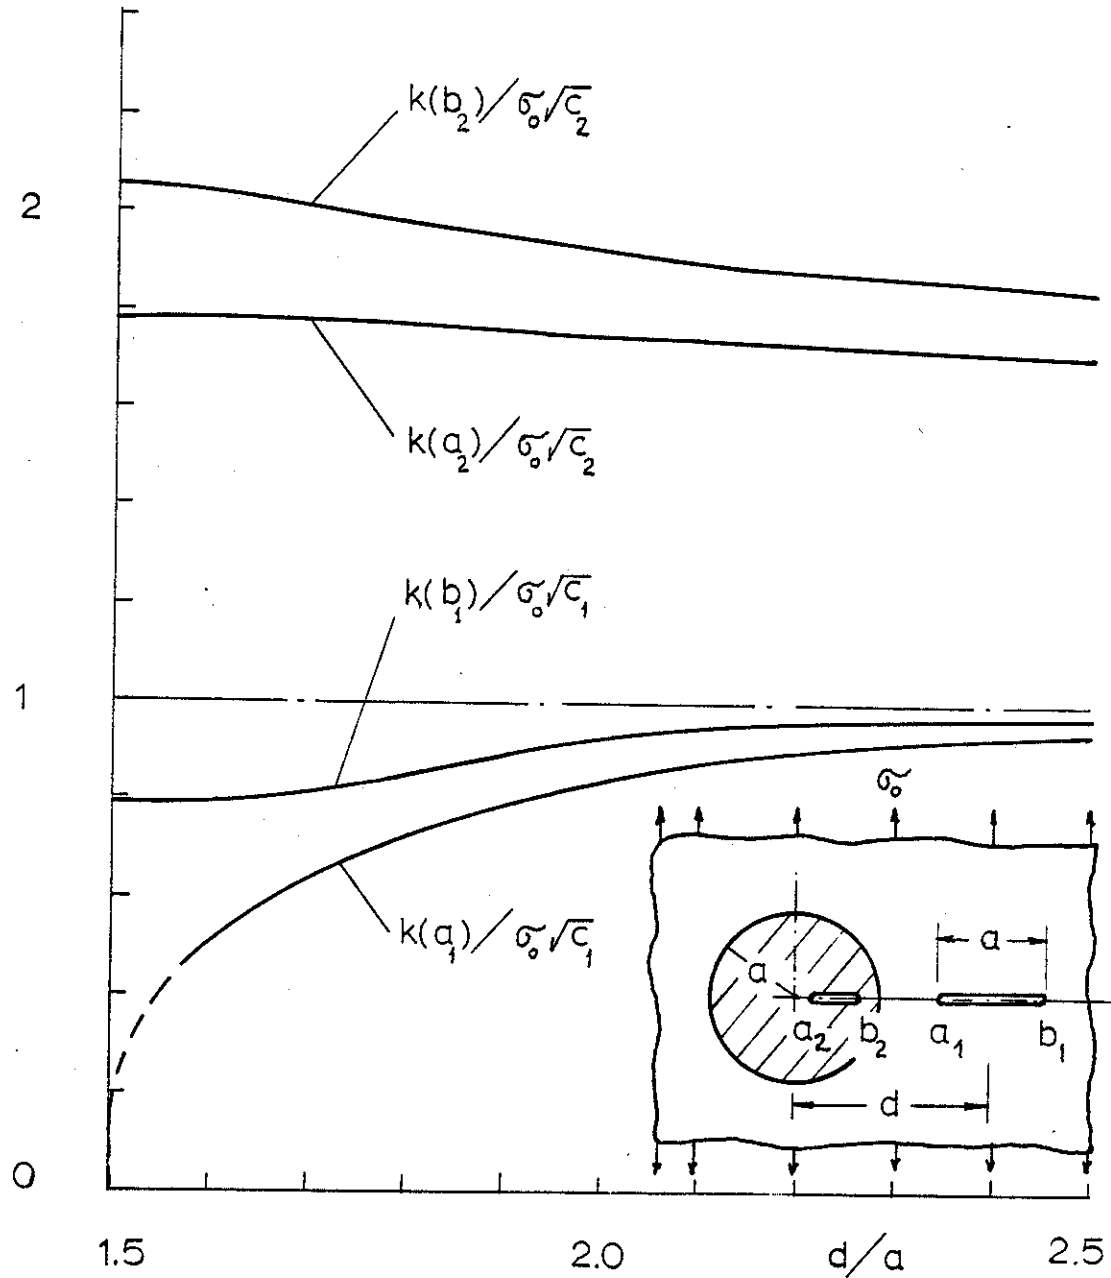 k(b₂)/σ₀√c₂
2
k(a₂)/σ₀√c₂
k(b₁)/σ₀√c₁
1
σ₀
k(a₁)/σ₀√c₁
a
a
a₂ b₂ a₁ b₁
d
0
1.5 2.0 d/a 2.5